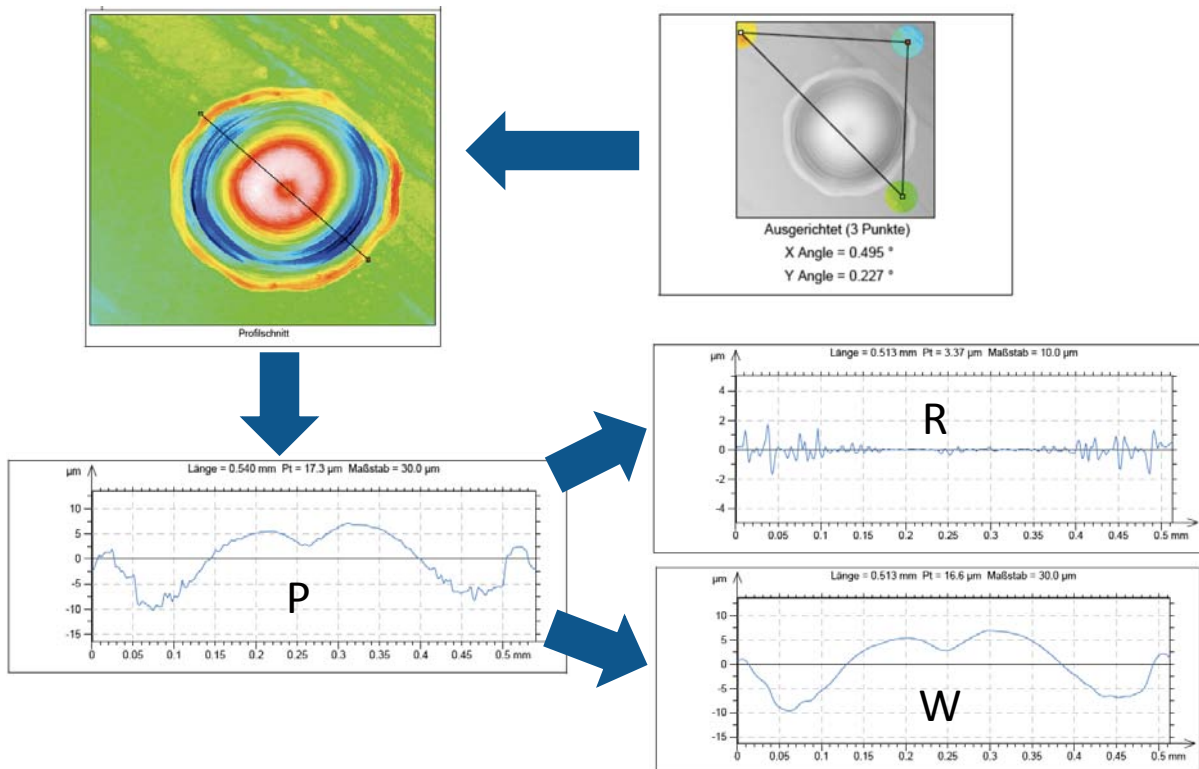 Profilschnitt
Ausgerichtet (3 Punkte)
X Angle = 0.495 °
Y Angle = 0.227 °
µm
Länge = 0.540 mm Pt = 17.3 µm Maßstab = 30.0 µm
10
5
0
-5
-10
-15
P
0 0.05 0.1 0.15 0.2 0.25 0.3 0.35 0.4 0.45 0.5 mm
µm
Länge = 0.513 mm Pt = 3.37 µm Maßstab = 10.0 µm
4
2
0
-2
-4
R
0 0.05 0.1 0.15 0.2 0.25 0.3 0.35 0.4 0.45 0.5 mm
µm
Länge = 0.513 mm Pt = 16.6 µm Maßstab = 30.0 µm
10
5
0
-5
-10
-15
W
0 0.05 0.1 0.15 0.2 0.25 0.3 0.35 0.4 0.45 0.5 mm